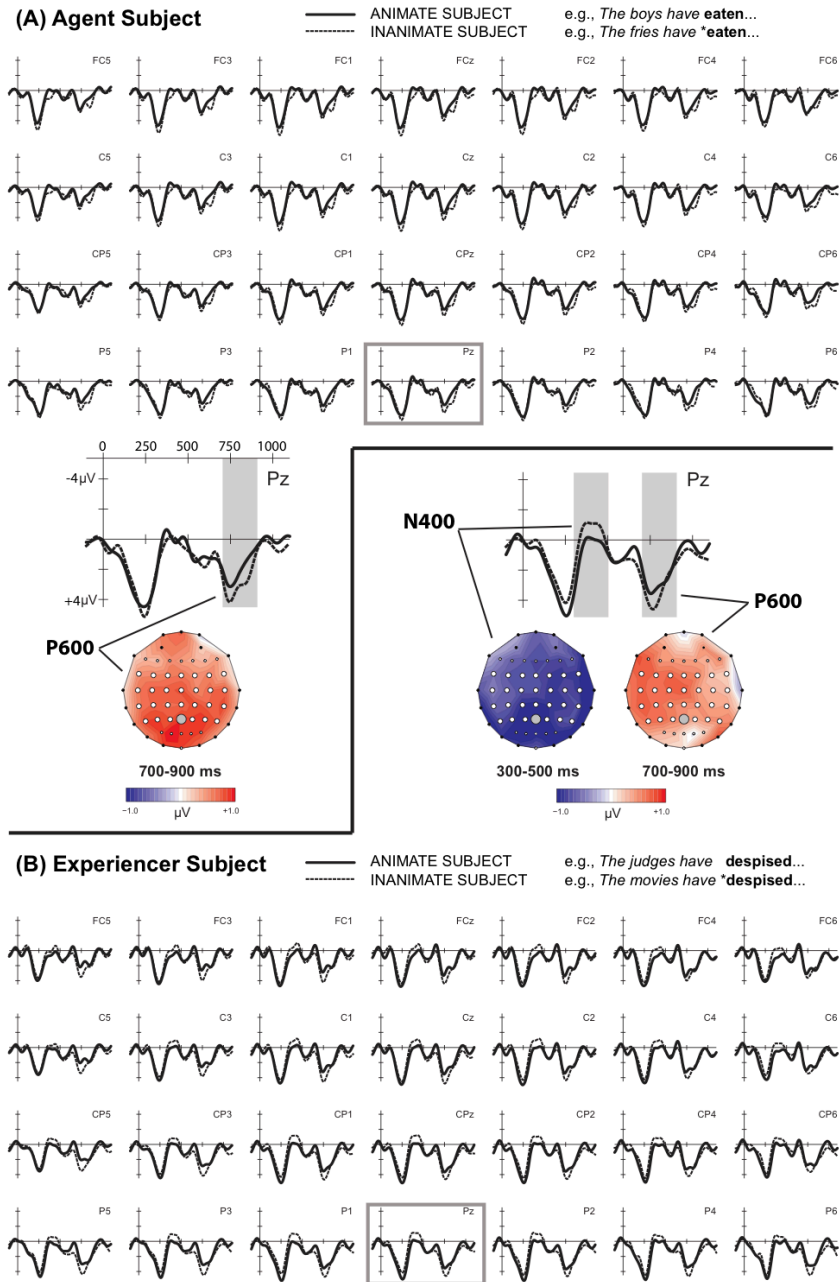 (A) Agent Subject
ANIMATE SUBJECT e.g., The boys have eaten...
INANIMATE SUBJECT e.g., The fries have *eaten...
FC5 FC3 FC1 FCz FC2 FC4 FC6
C5 C3 C1 Cz C2 C4 C6
CP5 CP3 CP1 CPz CP2 CP4 CP6
P5 P3 P1 Pz P2 P4 P6
0 250 500 750 1000
-4µV
Pz
+4µV
P600
700-900 ms
−1.0 µV +1.0
Pz
N400
P600
300-500 ms 700-900 ms
−1.0 µV +1.0
(B) Experiencer Subject
ANIMATE SUBJECT e.g., The judges have despised...
INANIMATE SUBJECT e.g., The movies have *despised...
FC5 FC3 FC1 FCz FC2 FC4 FC6
C5 C3 C1 Cz C2 C4 C6
CP5 CP3 CP1 CPz CP2 CP4 CP6
P5 P3 P1 Pz P2 P4 P6